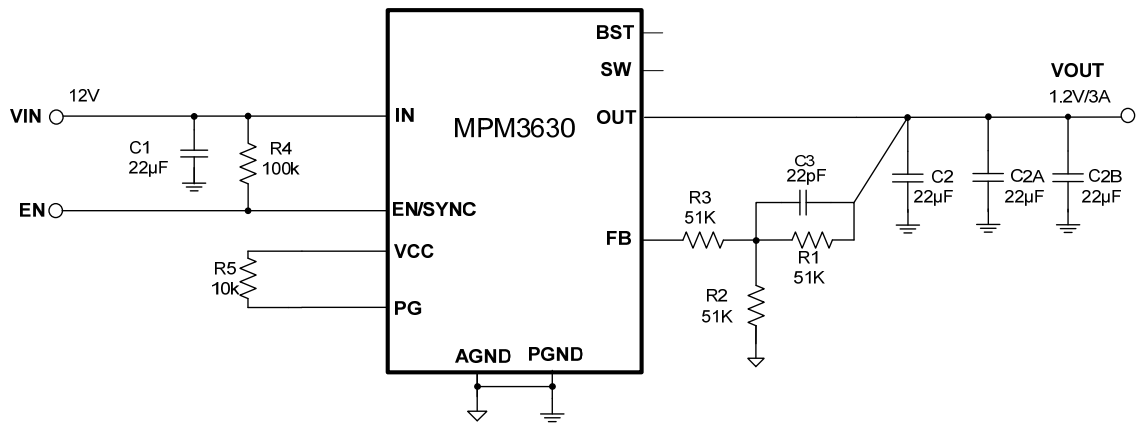 BST
SW
VOUT
12V
1.2V/3A
VIN
IN
OUT
MPM3630
C1
22µF
R4
100k
C3
22pF
C2
22µF
C2A
22µF
C2B
22µF
EN
EN/SYNC
R3
51K
FB
R1
51K
VCC
R5
10k
PG
R2
51K
AGND
PGND